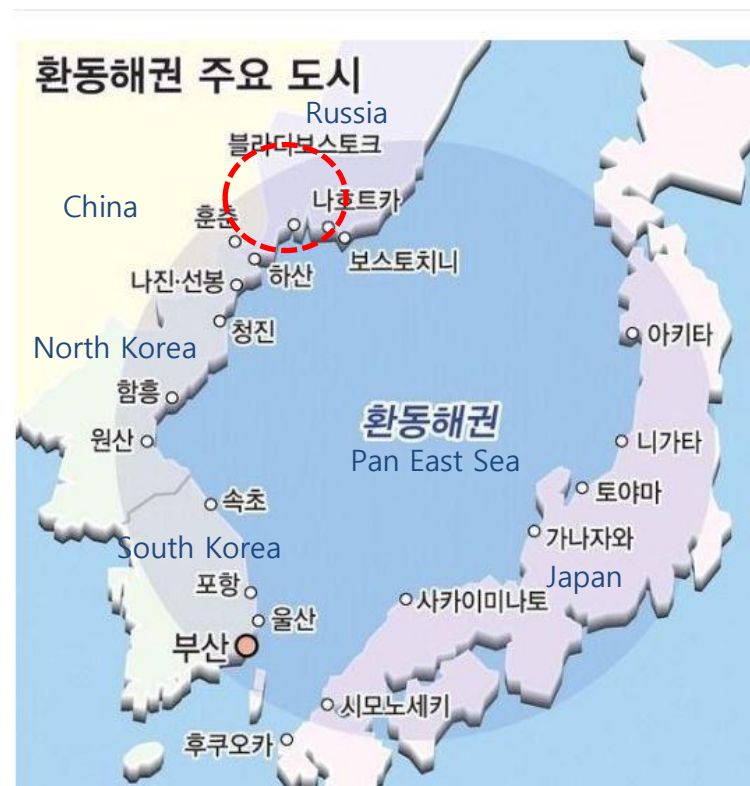 환동해권 주요 도시
Russia
블라디보스토크
China
나호트카
훈춘
보스토치니
하산
나진·선봉
청진
North Korea
아키타
함흥
환동해권
원산
니가타
Pan East Sea
토야마
속초
가나자와
South Korea
Japan
포항
사카이미나토
울산
부산
시모노세키
후쿠오카